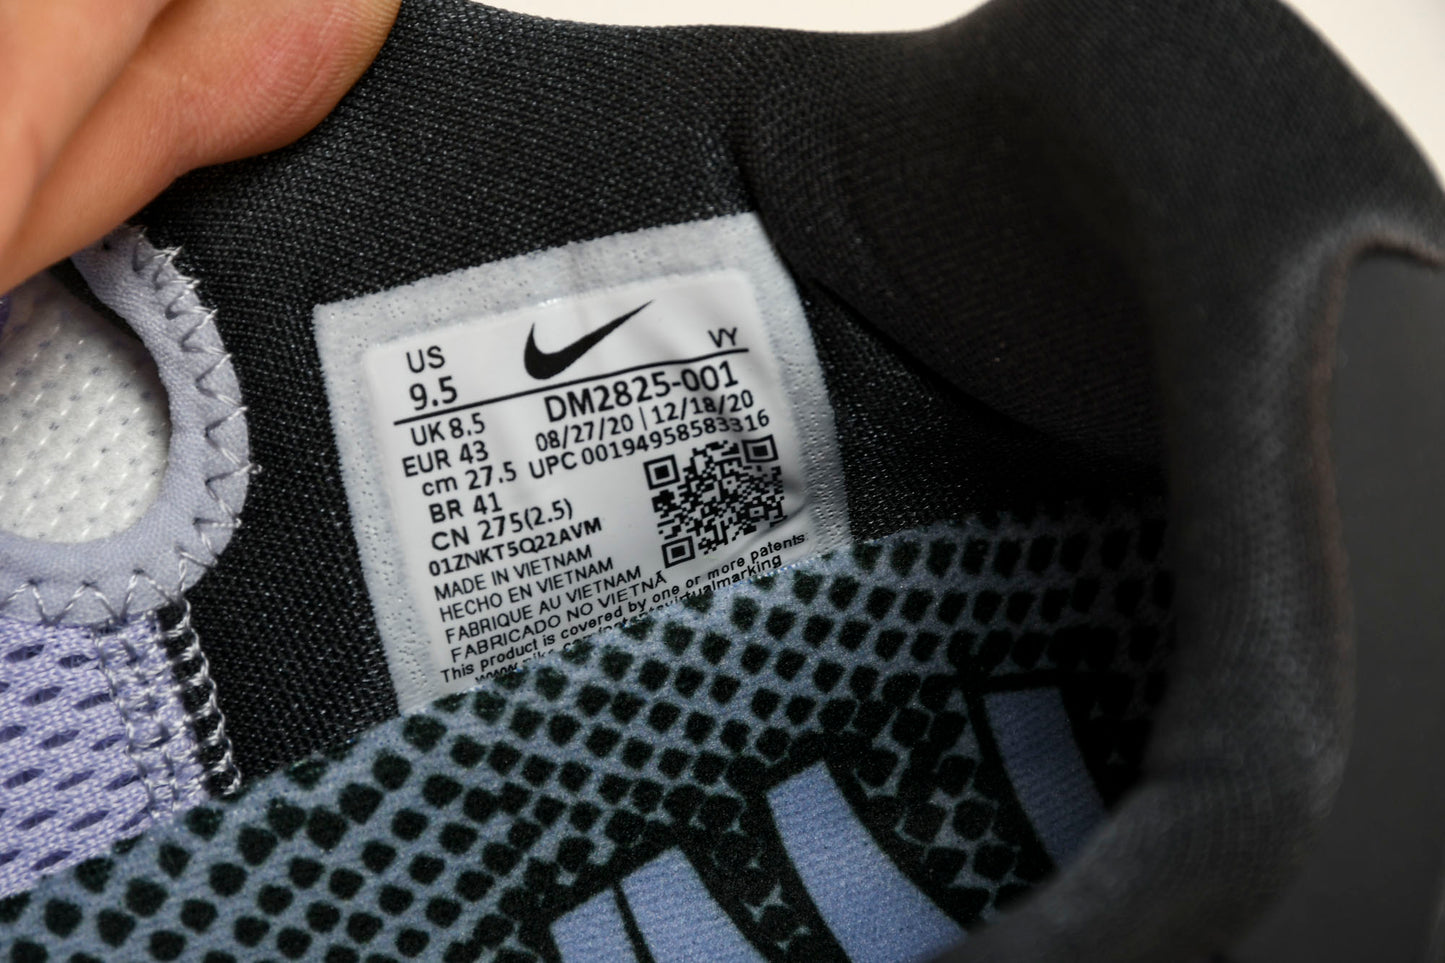 US
9.5
VY
UK 8.5
DM2825-001
EUR 43
08/27/20 | 12/18/20
cm 27.5
UPC 00194958583316
BR 41
CN 275(2.5)
01ZNKT5Q22AVM
MADE IN VIETNAM
HECHO EN VIETNAM
FABRIQUE AU VIETNAM
FABRICADO NO VIETNÃ
This product is covered by one or more patents.